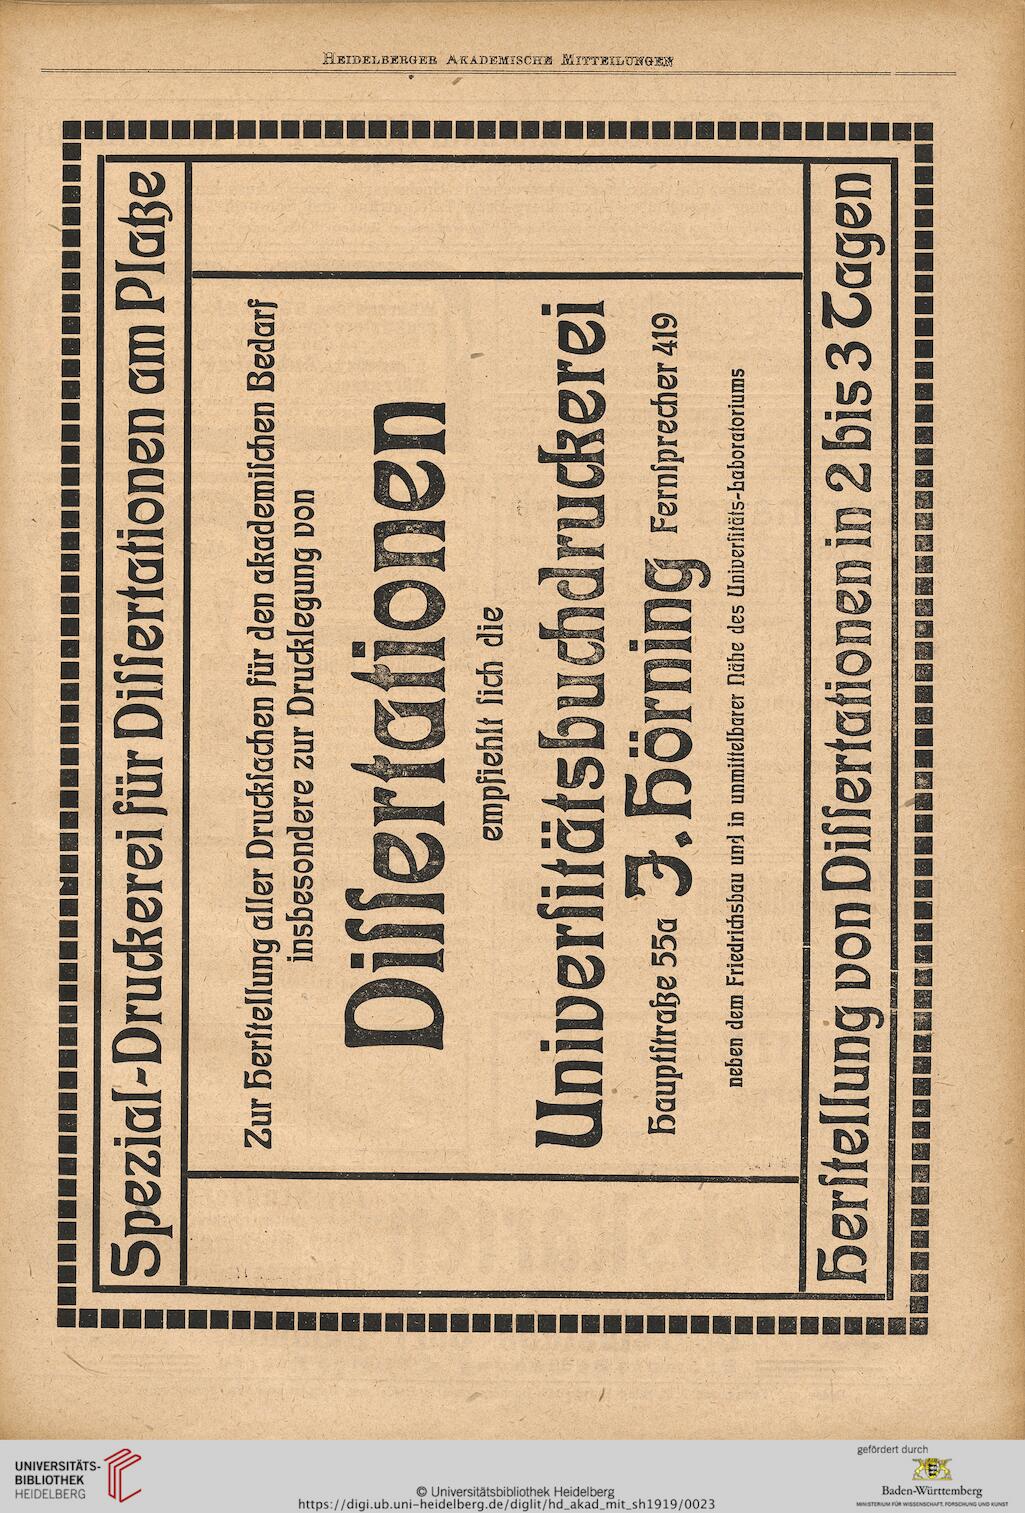 HEIDELBERGER AKADEMISCHE MITTEILUNGEN
Spezial-Druckerei für Diſſertationen am Platze
Zur Herſtellung aller Druckſachen für den akademiſchen Bedarf
insbesondere zur Drucklegung von
Diſſertationen
empfiehlt ſich die
Univerſitätsbuchdruckerei
Hauptſtraße 55a J. Hörning Fernſprecher 419
neben dem Friedrichsbau und in unmittelbarer Nähe des Univerſitäts-Laboratoriums
Herſtellung von Diſſertationen in 2 bis 3 Tagen
UNIVERSITÄTS-
BIBLIOTHEK
HEIDELBERG
© Universitätsbibliothek Heidelberg
https://digi.ub.uni-heidelberg.de/diglit/hd_akad_mit_sh1919/0023
gefördert durch
Baden-Württemberg
MINISTERIUM FÜR WISSENSCHAFT, FORSCHUNG UND KUNST